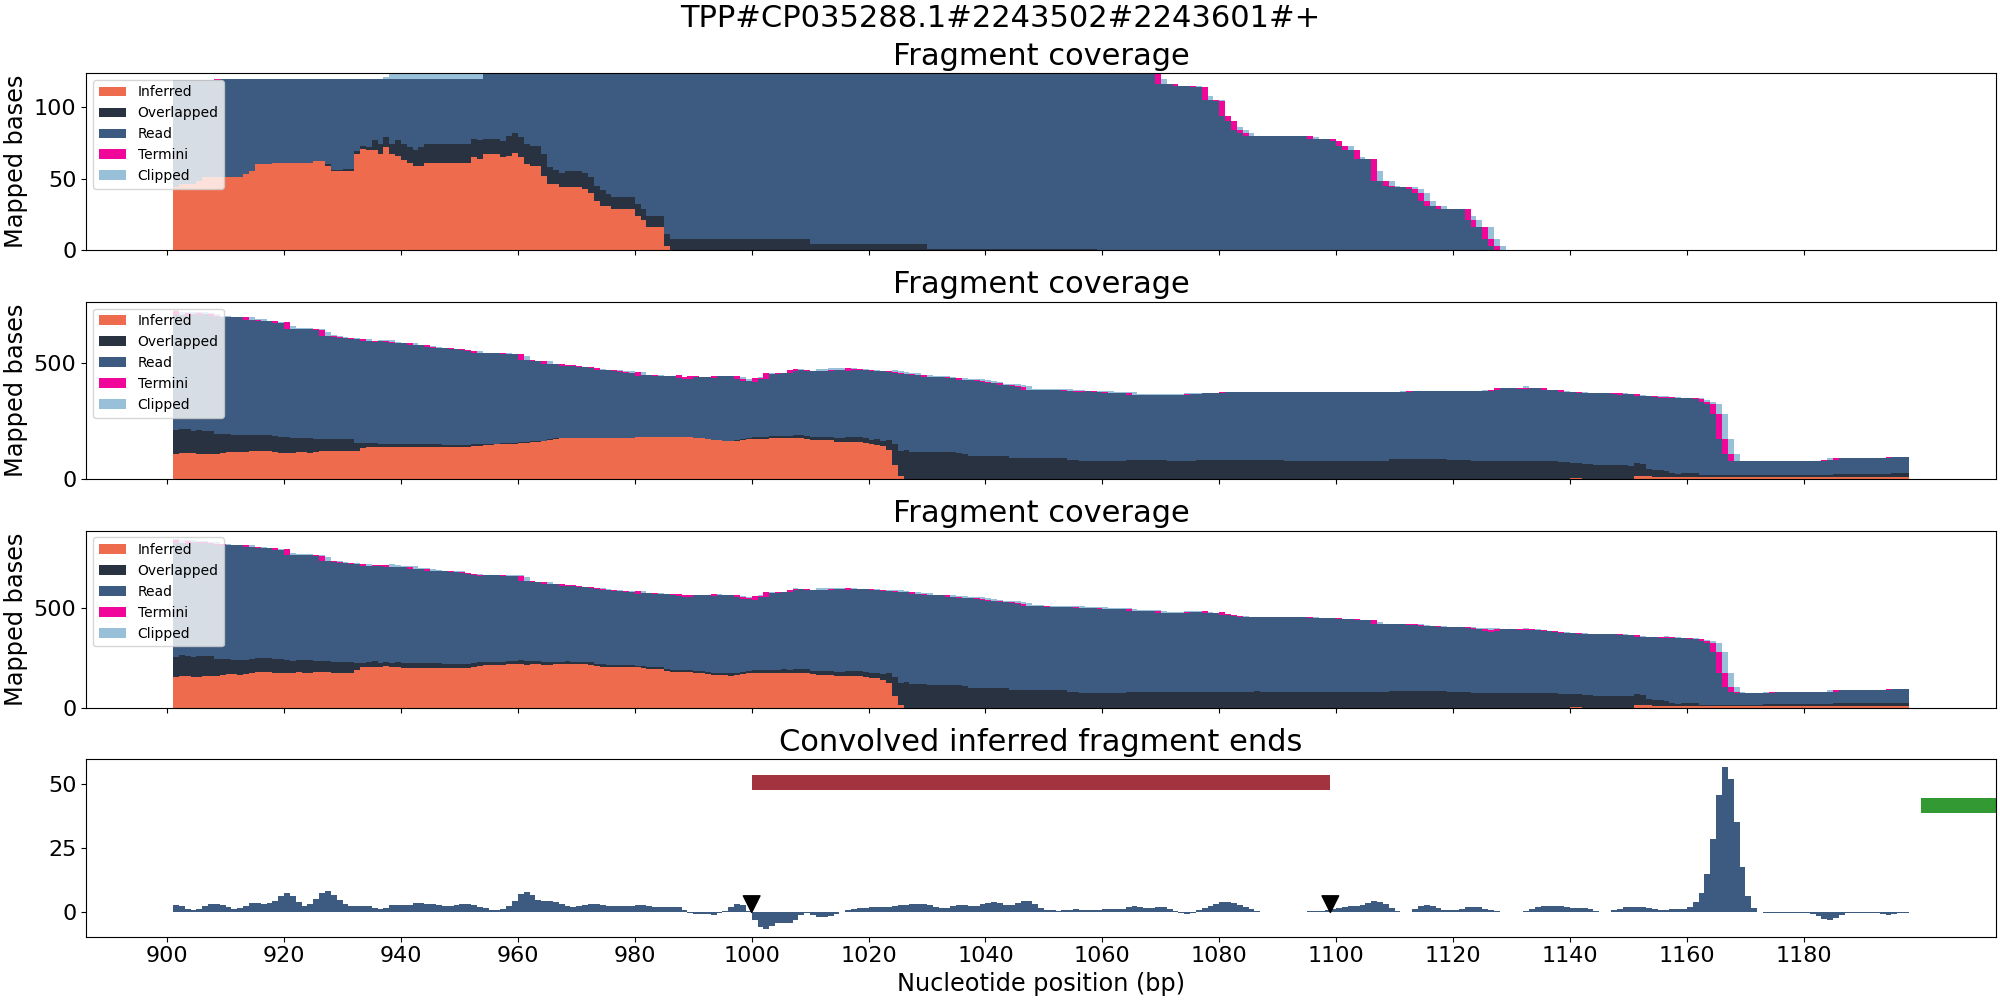 TPP#CP035288.1#2243502#2243601#+
Fragment coverage
Mapped bases
100
50
0
Inferred
Overlapped
Read
Termini
Clipped
Fragment coverage
Mapped bases
500
0
Inferred
Overlapped
Read
Termini
Clipped
Fragment coverage
Mapped bases
500
0
Inferred
Overlapped
Read
Termini
Clipped
Convolved inferred fragment ends
50
25
0
900 920 940 960 980 1000 1020 1040 1060 1080 1100 1120 1140 1160 1180
Nucleotide position (bp)